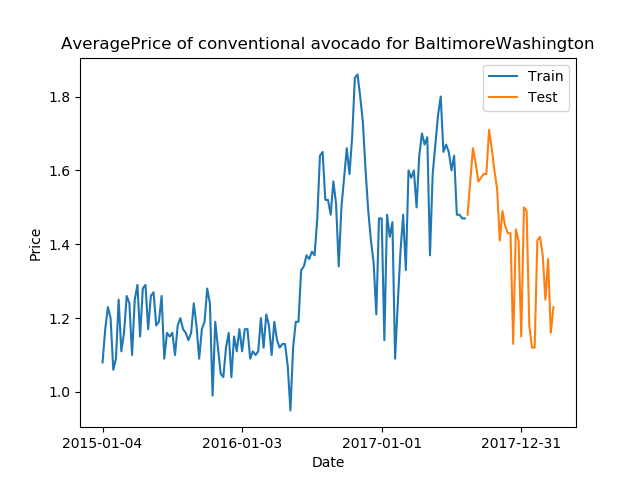 AveragePrice of conventional avocado for BaltimoreWashington
Train
Test
1.8
1.6
1.4
1.2
1.0
Price
2015-01-04
2016-01-03
2017-01-01
2017-12-31
Date